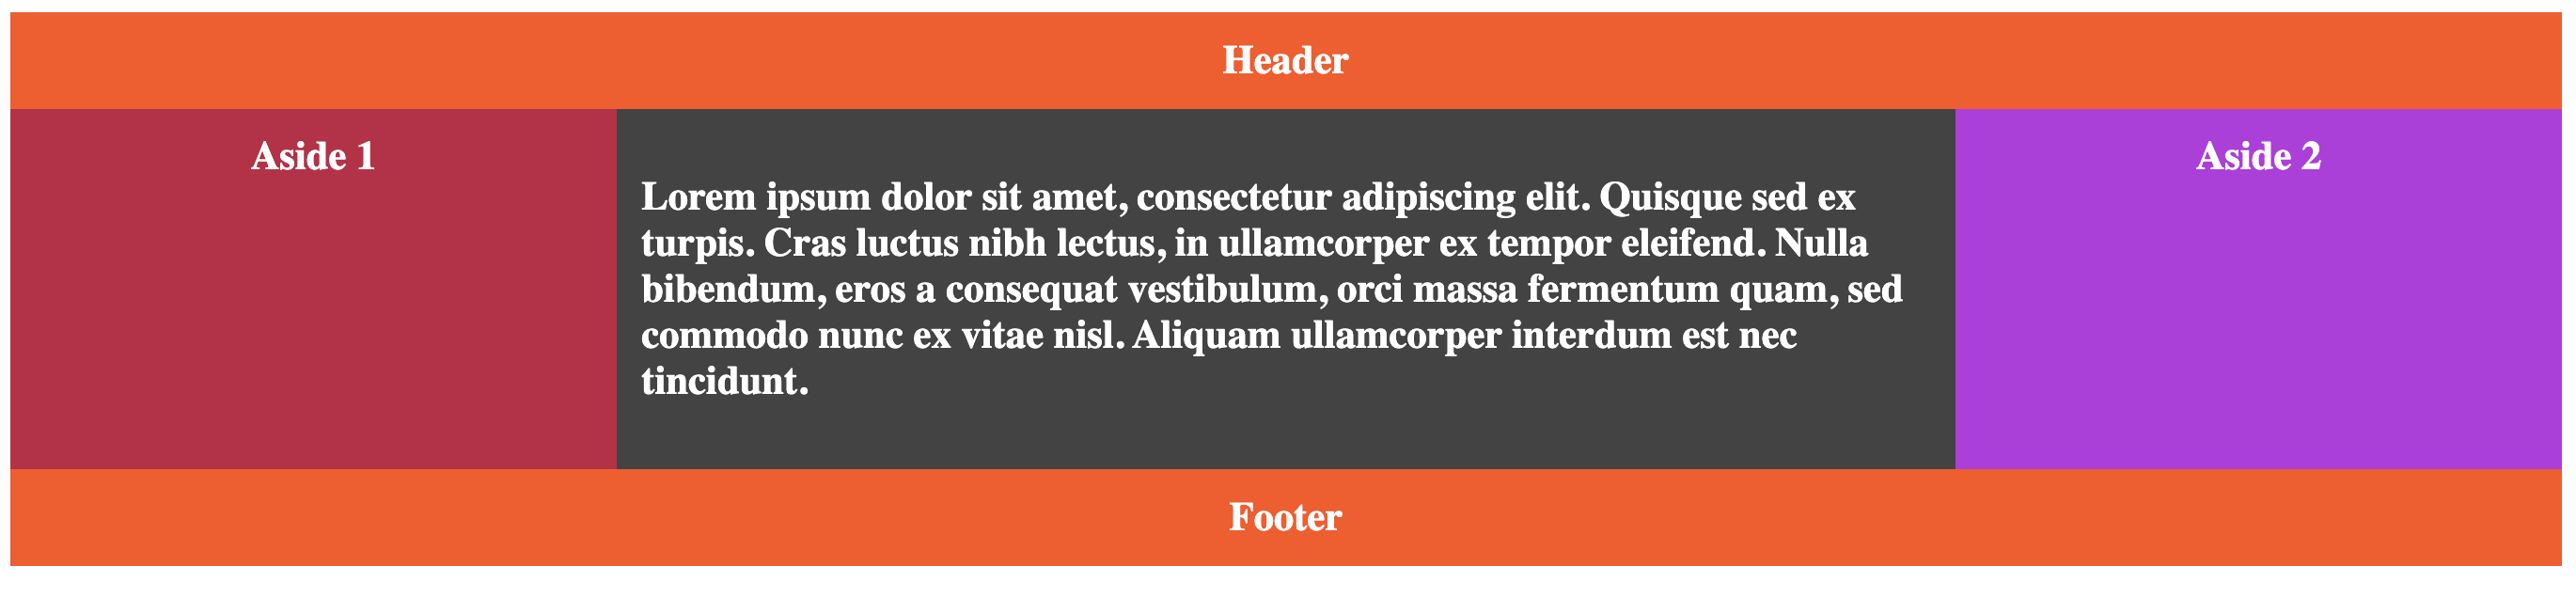 Header
Aside 1
Lorem ipsum dolor sit amet, consectetur adipiscing elit. Quisque sed ex
turpis. Cras luctus nibh lectus, in ullamcorper ex tempor eleifend. Nulla
bibendum, eros a consequat vestibulum, orci massa fermentum quam, sed
commodo nunc ex vitae nisl. Aliquam ullamcorper interdum est nec
tincidunt.
Aside 2
Footer